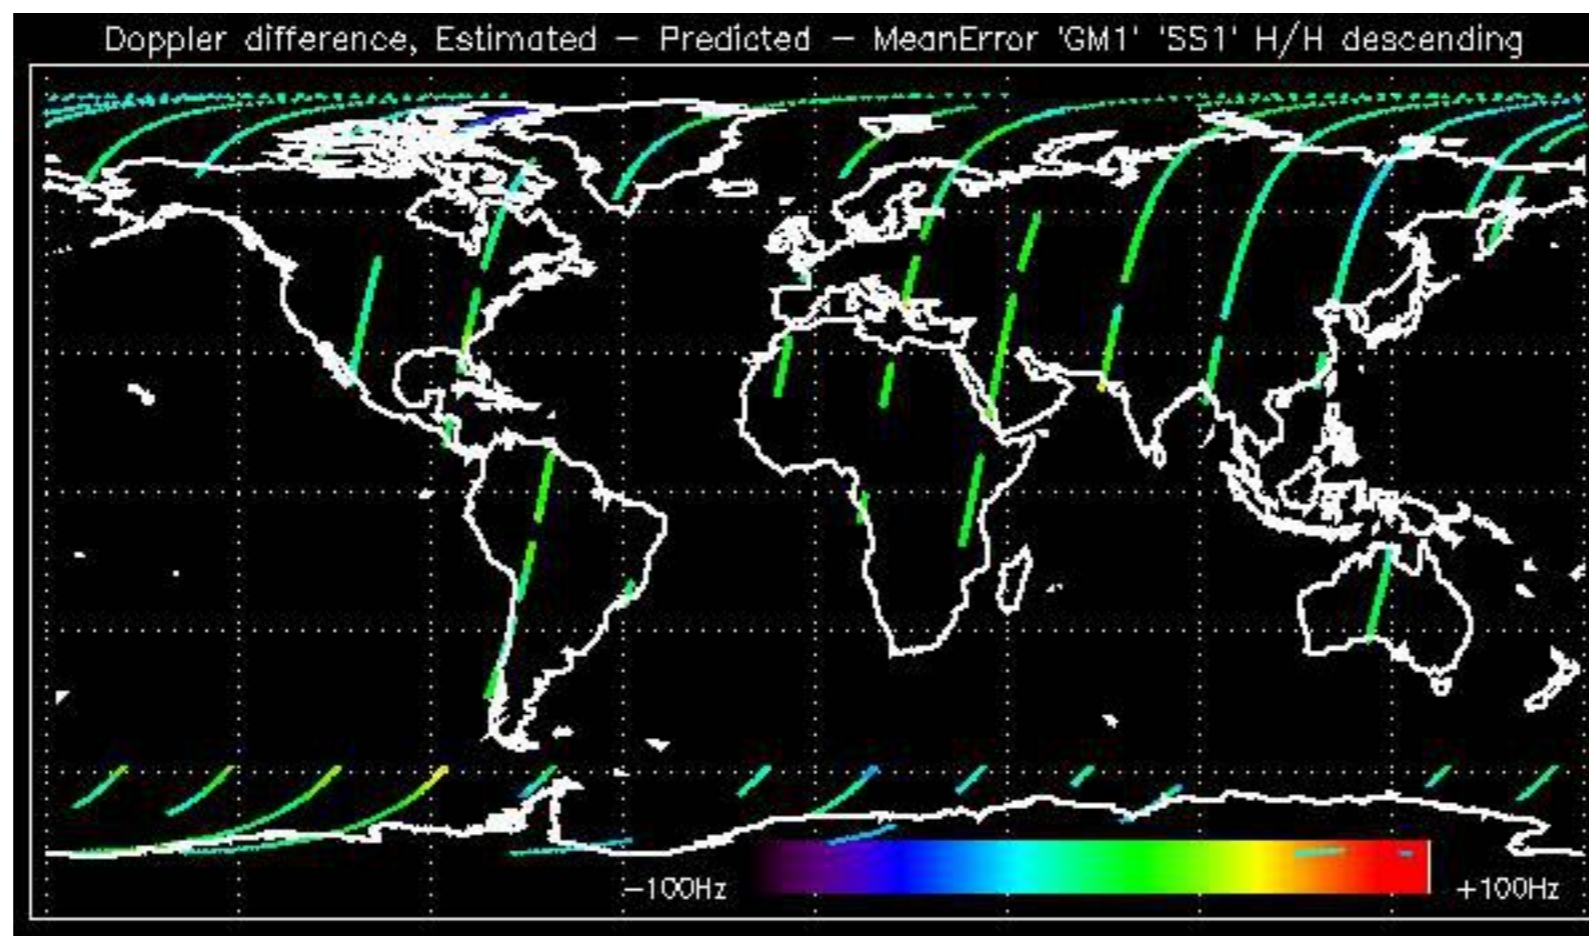 Doppler difference, Estimated − Predicted − MeanError 'GM1' 'SS1' H/H descending
−100Hz
+100Hz